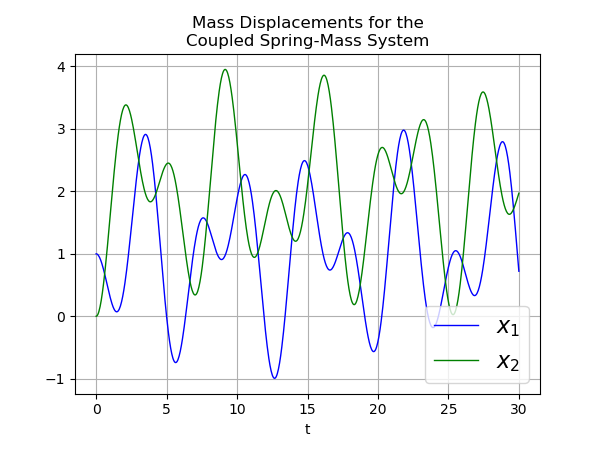 Mass Displacements for the
Coupled Spring-Mass System
4
3
2
1
0
−1
0 5 10 15 20 25 30
t
x₁
x₂